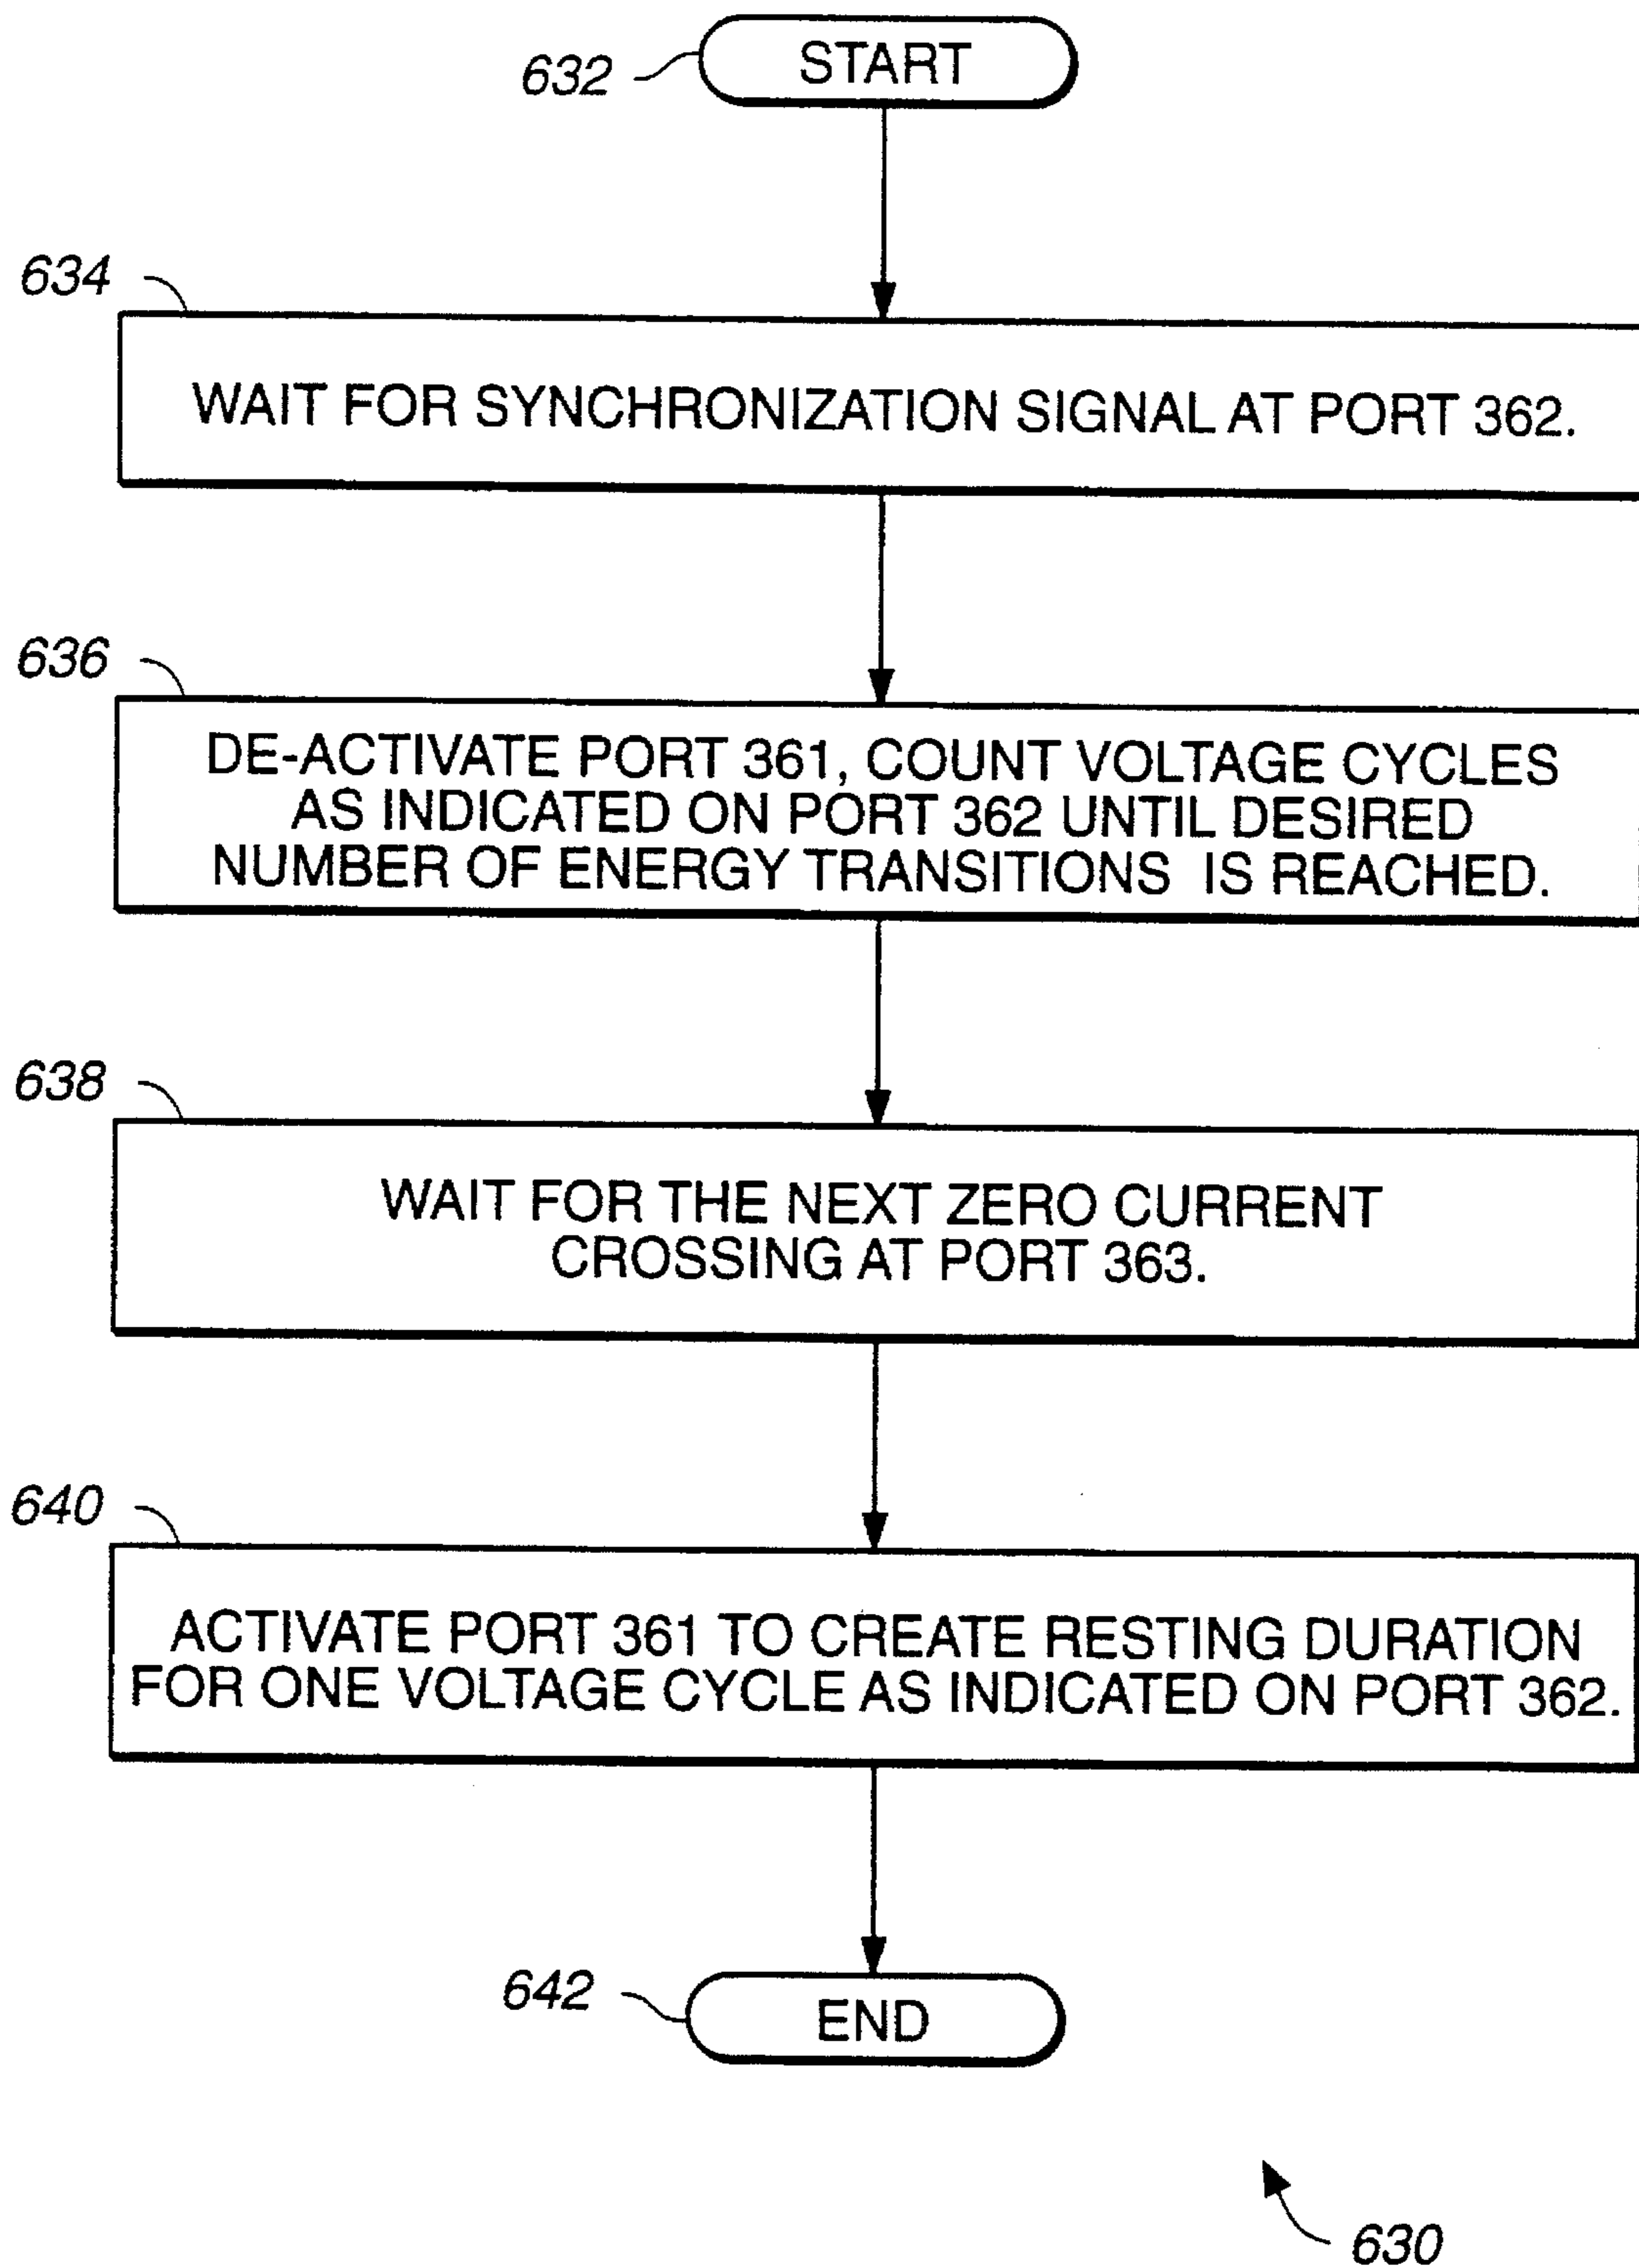 632
START
634
WAIT FOR SYNCHRONIZATION SIGNAL AT PORT 362.
636
DE-ACTIVATE PORT 361, COUNT VOLTAGE CYCLES
AS INDICATED ON PORT 362 UNTIL DESIRED
NUMBER OF ENERGY TRANSITIONS IS REACHED.
638
WAIT FOR THE NEXT ZERO CURRENT
CROSSING AT PORT 363.
640
ACTIVATE PORT 361 TO CREATE RESTING DURATION
FOR ONE VOLTAGE CYCLE AS INDICATED ON PORT 362.
642
END
630